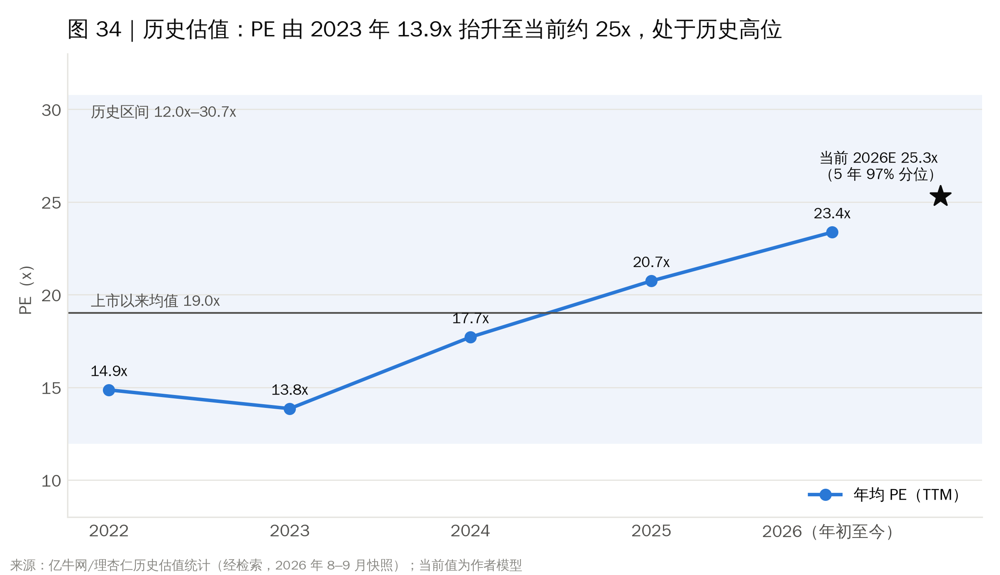 图 34｜历史估值：PE 由 2023 年 13.9x 抬升至当前约 25x，处于历史高位
30
历史区间 12.0x–30.7x
当前 2026E 25.3x
（5 年 97% 分位）
25
23.4x
20.7x
PE（x）
20
上市以来均值 19.0x
17.7x
14.9x
15
13.8x
10
年均 PE（TTM）
2022
2023
2024
2025
2026（年初至今）
来源：亿牛网/理杏仁历史估值统计（经检索，2026 年 8–9 月快照）；当前值为作者模型